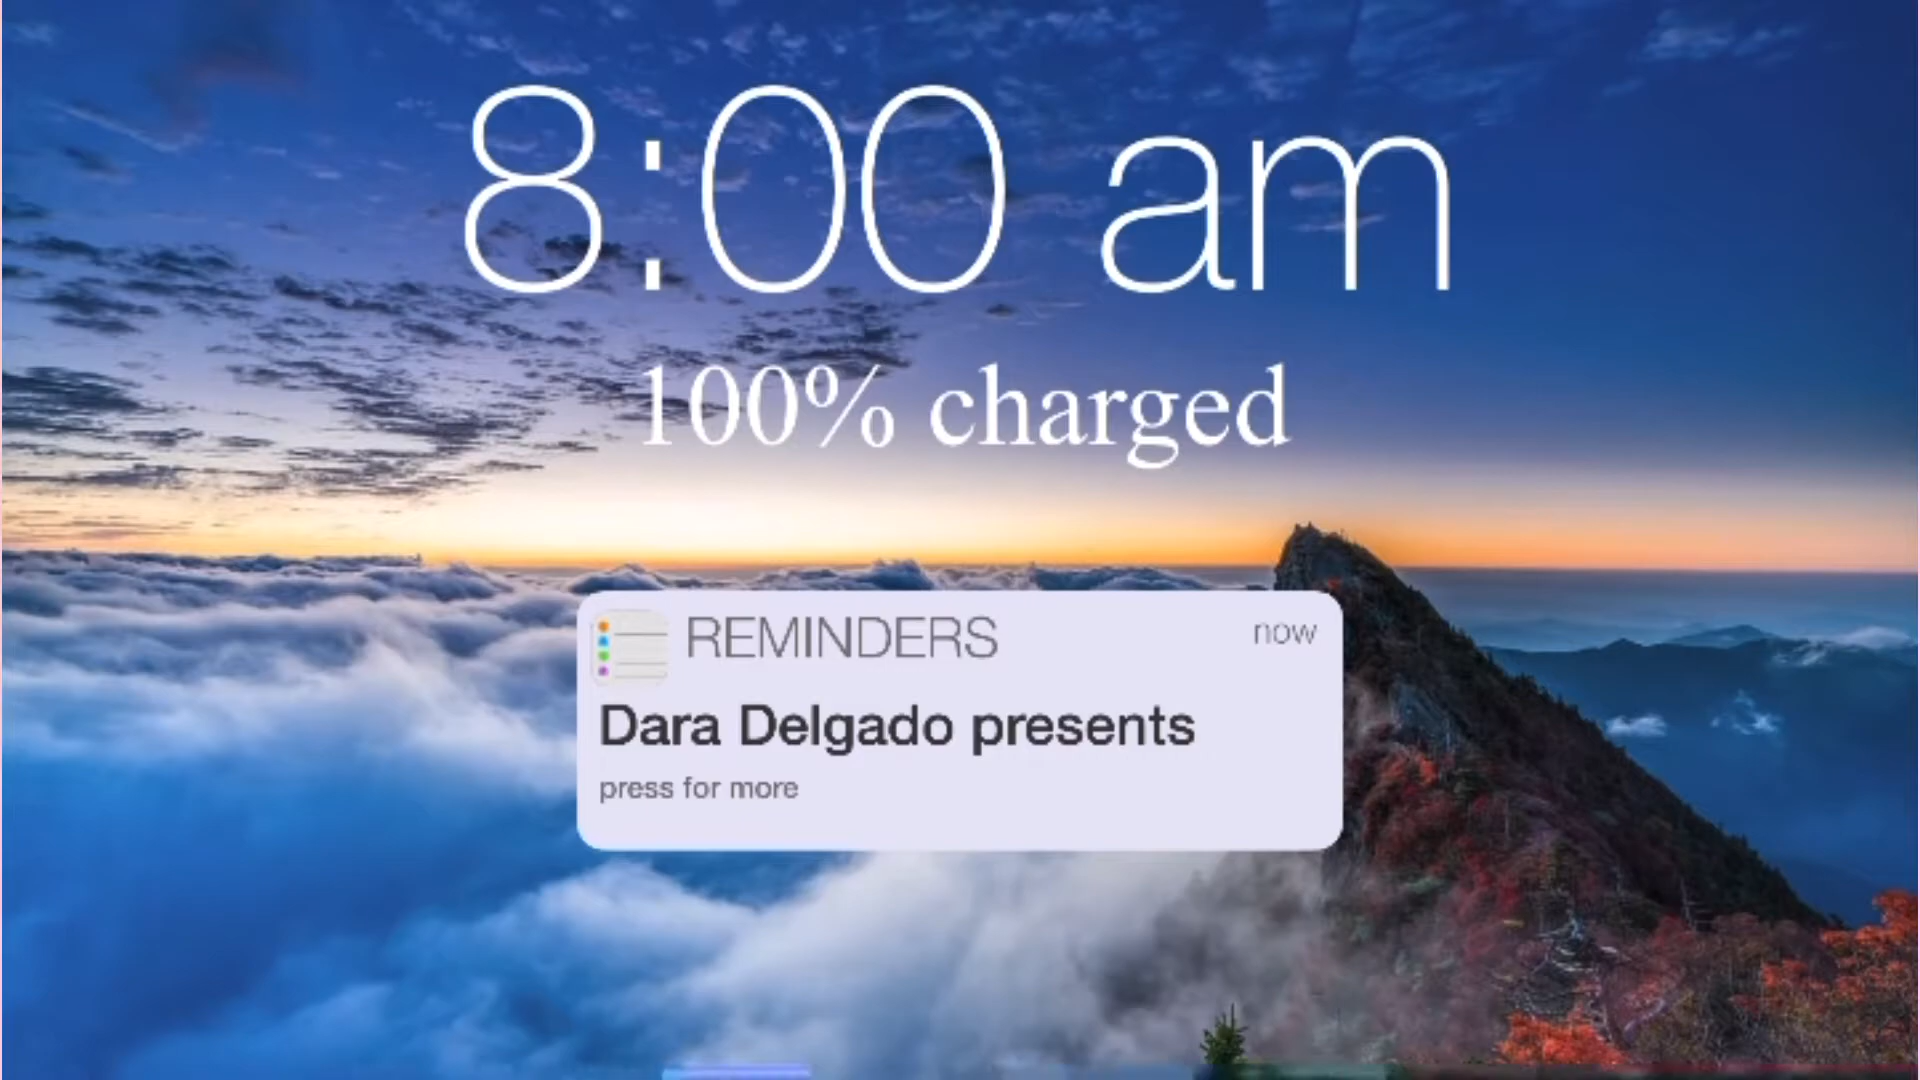 8:00 am
100% charged
REMINDERS now
Dara Delgado presents
press for more